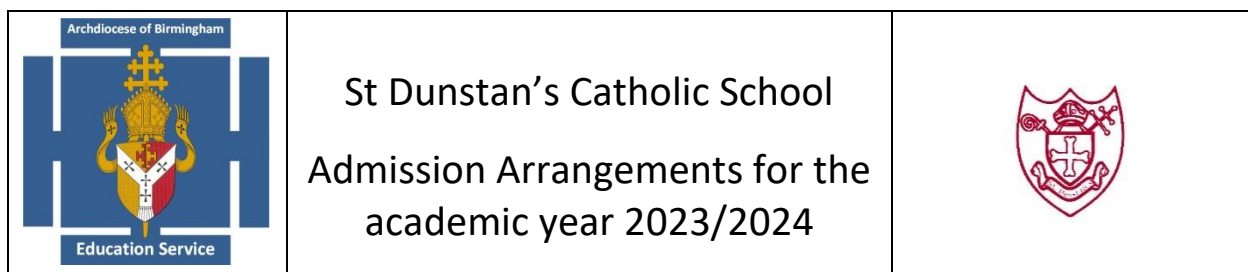 Archdiocese of Birmingham
Education Service
St Dunstan’s Catholic School
Admission Arrangements for the
academic year 2023/2024